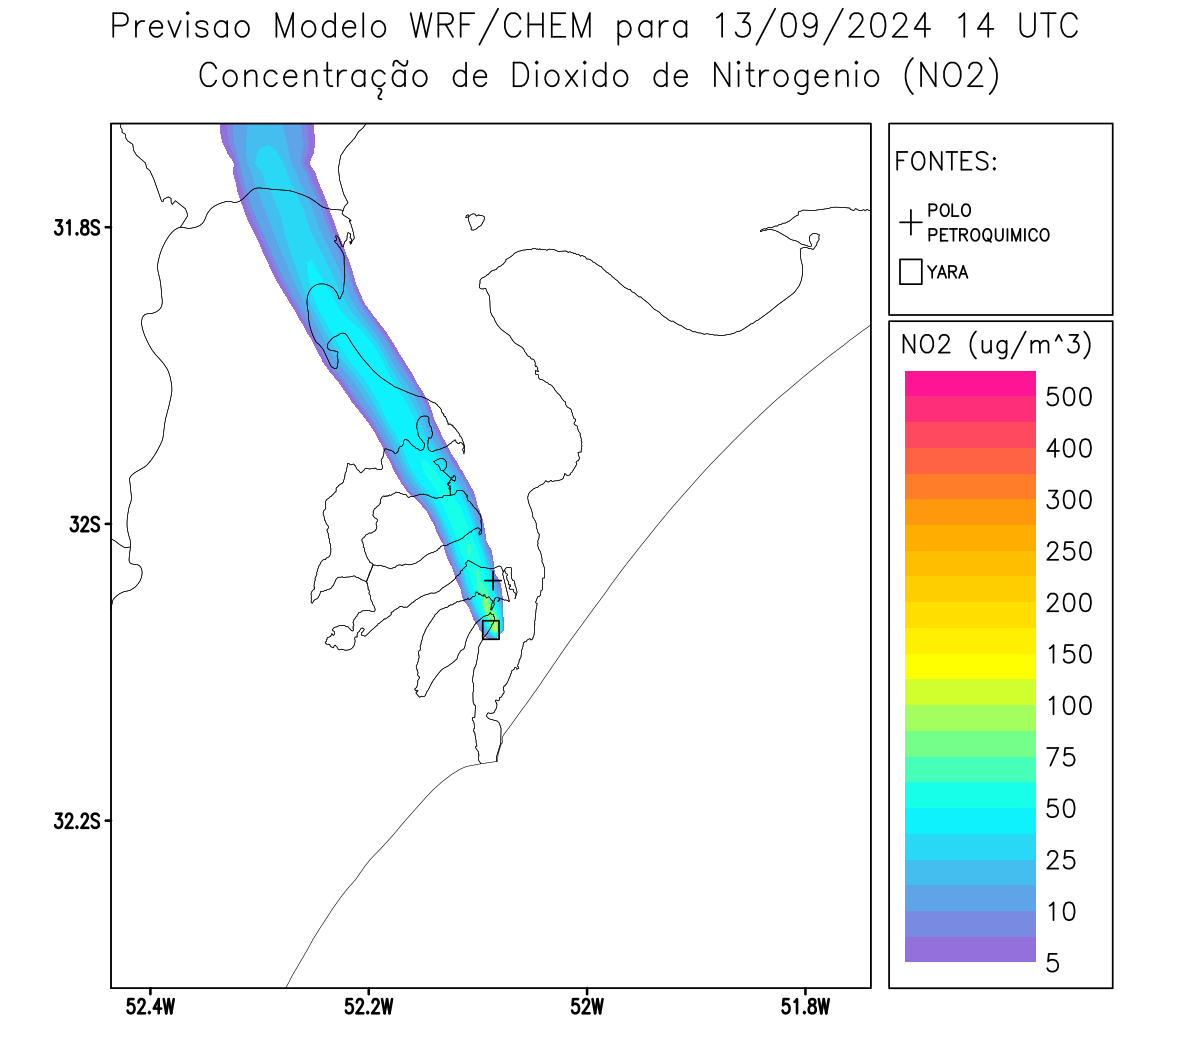 Previsao Modelo WRF/CHEM para 13/09/2024 14 UTC
Concentração de Dioxido de Nitrogenio (NO2)
FONTES:
POLO
PETROQUIMICO
YARA
NO2 (ug/m^3)
500
400
300
250
200
150
100
75
50
25
10
5
31.8S
32S
32.2S
52.4W
52.2W
52W
51.8W